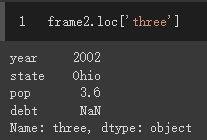 1 frame2.loc['three']
year     2002
state    Ohio
pop       3.6
debt      NaN
Name: three, dtype: object